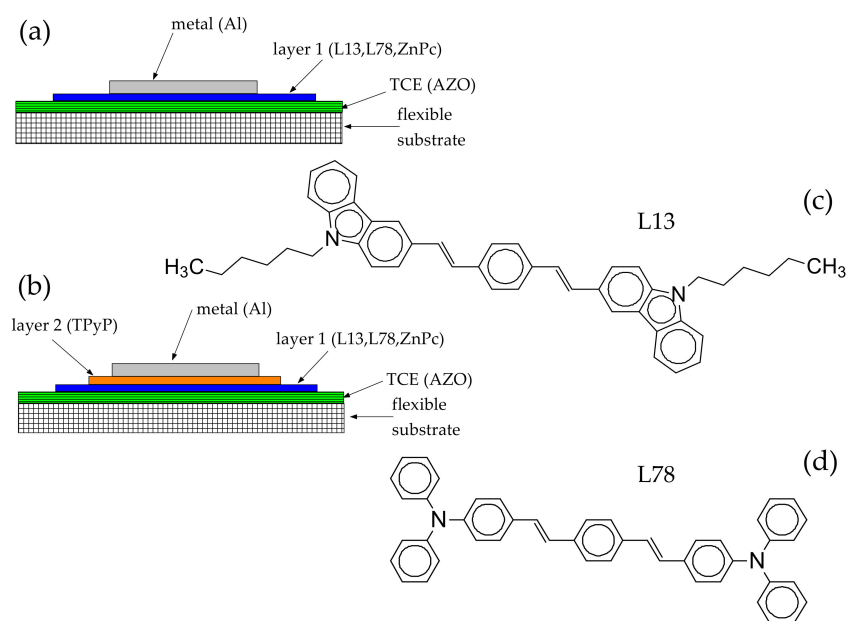 (a)
metal (Al)
layer 1 (L13,L78,ZnPc)
TCE (AZO)
flexible
substrate
(c)
L13
N
H3C
N
CH3
(b)
metal (Al)
layer 2 (TPyP)
layer 1 (L13,L78,ZnPc)
TCE (AZO)
flexible
substrate
(d)
L78
N
N